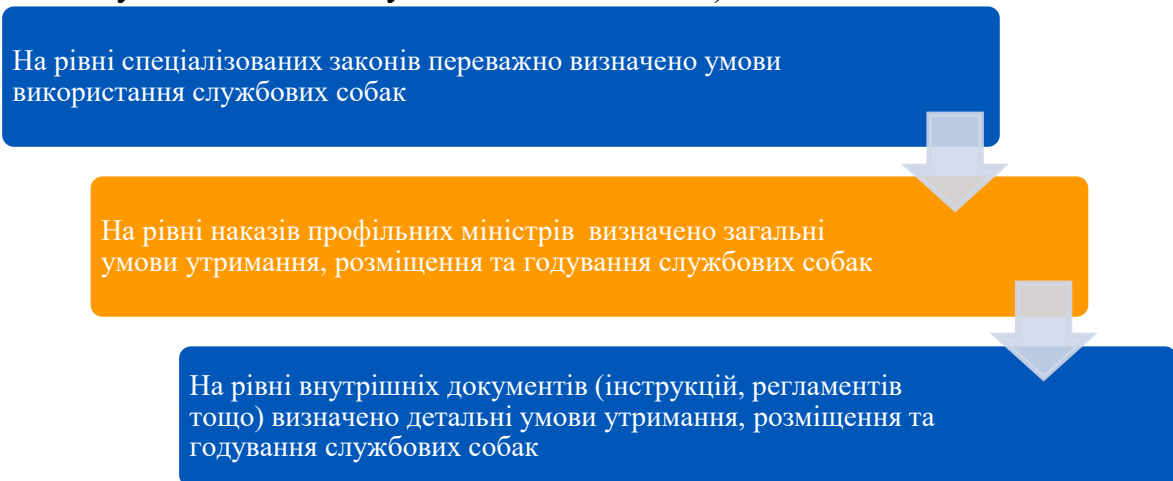 На рівні спеціалізованих законів переважно визначено умови
використання службових собак
На рівні наказів профільних міністрів визначено загальні
умови утримання, розміщення та годування службових собак
На рівні внутрішніх документів (інструкцій, регламентів
тощо) визначено детальні умови утримання, розміщення та
годування службових собак